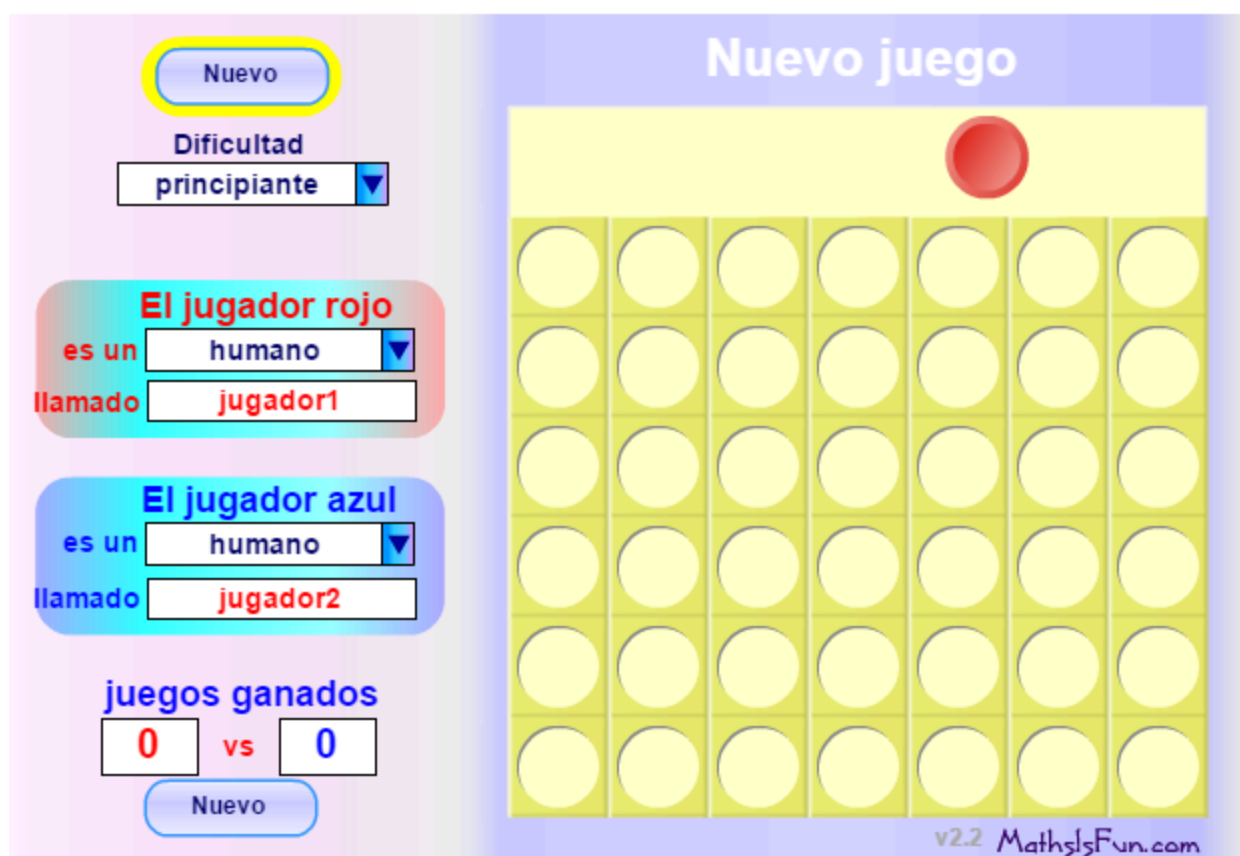 Nuevo
Dificultad
principiante
El jugador rojo
es un humano
llamado jugador1
El jugador azul
es un humano
llamado jugador2
juegos ganados
0 vs 0
Nuevo
Nuevo juego
v2.2 MathsIsFun.com